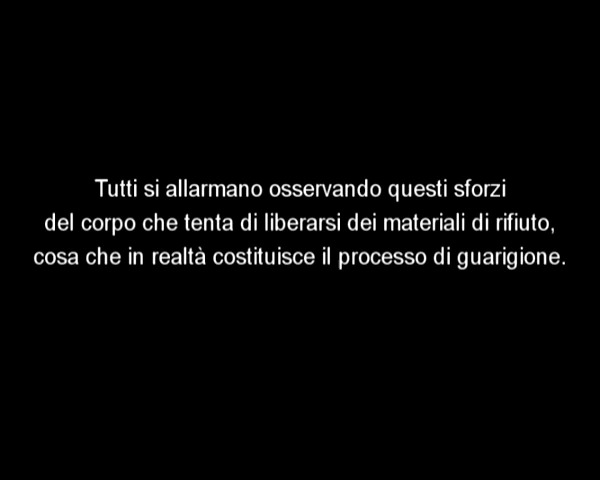 Tutti si allarmano osservando questi sforzi
del corpo che tenta di liberarsi dei materiali di rifiuto,
cosa che in realtà costituisce il processo di guarigione.